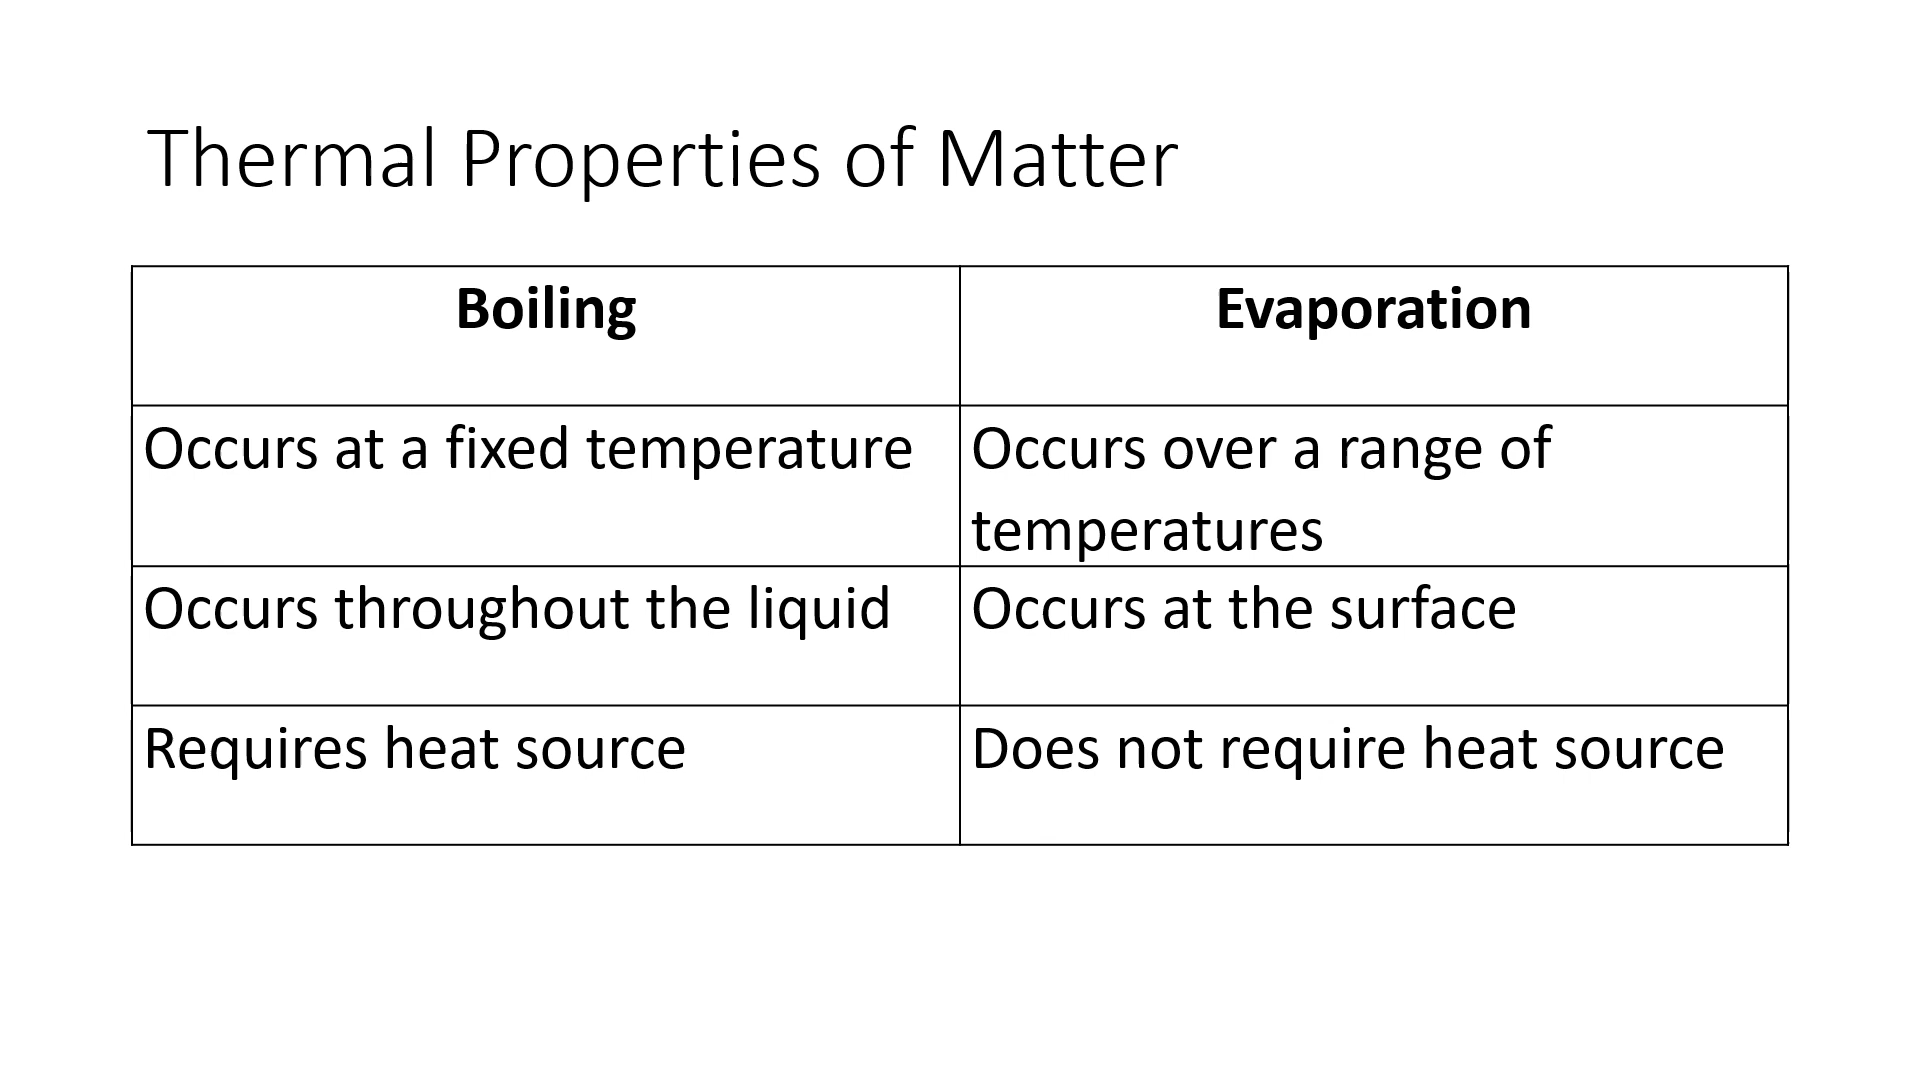 Thermal Properties of Matter
Boiling
Evaporation
Occurs at a fixed temperature
Occurs over a range of
temperatures
Occurs throughout the liquid
Occurs at the surface
Requires heat source
Does not require heat source